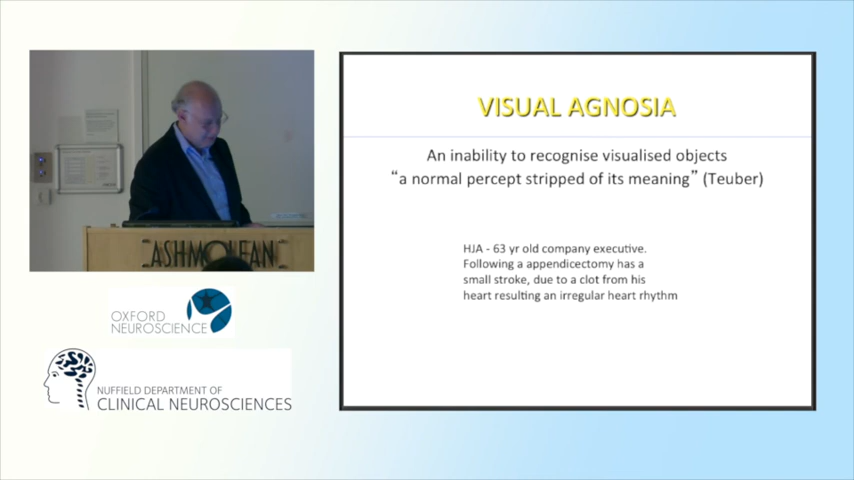 VISUAL AGNOSIA
An inability to recognise visualised objects
“a normal percept stripped of its meaning” (Teuber)
HJA - 63 yr old company executive.
Following a appendicectomy has a
small stroke, due to a clot from his
heart resulting an irregular heart rhythm
ASHMOLEAN
OXFORD
NEUROSCIENCE
NUFFIELD DEPARTMENT OF
CLINICAL NEUROSCIENCES